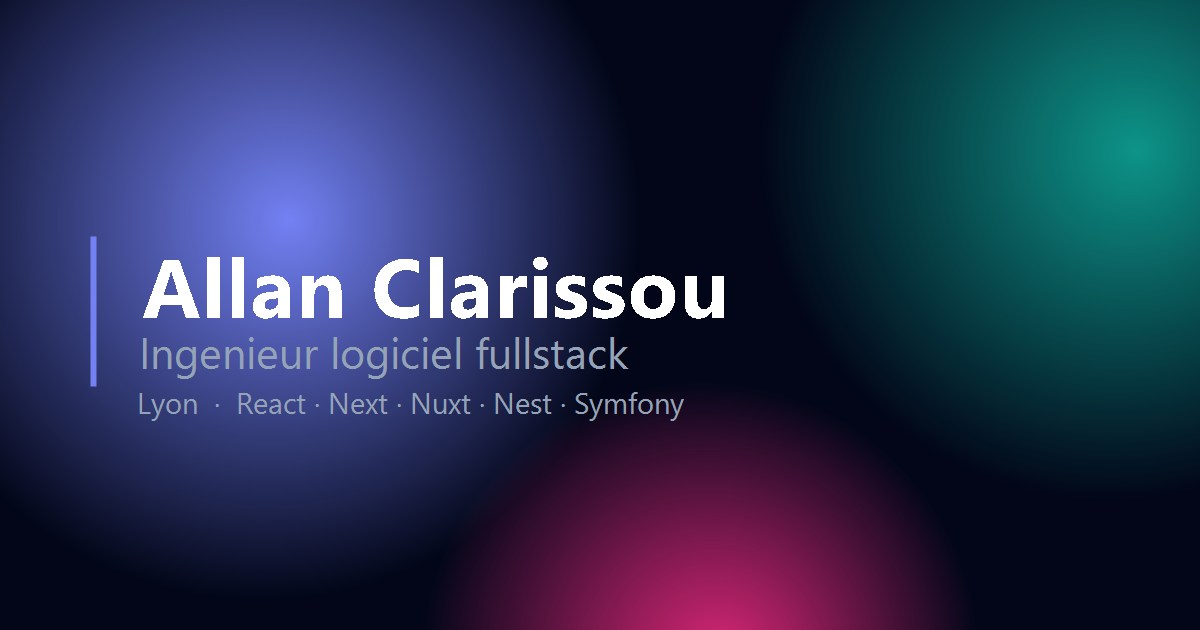 Allan Clarissou
Ingenieur logiciel fullstack
Lyon · React · Next · Nuxt · Nest · Symfony